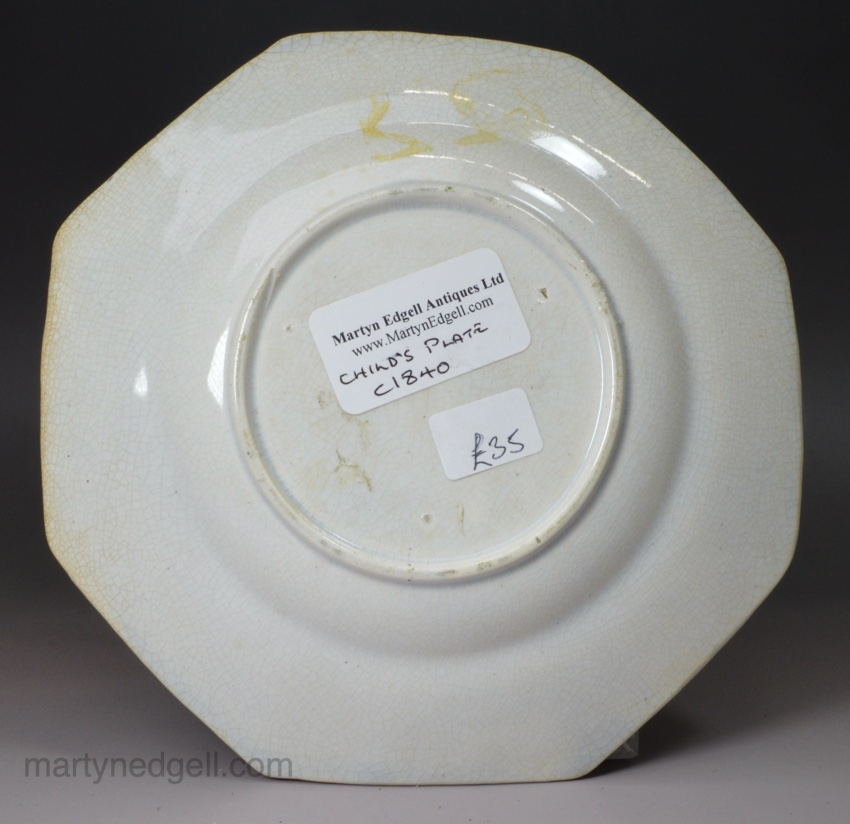 Martyn Edgell Antiques Ltd
www.MartynEdgell.com
CHILD'S PLATE
C1840
£35
martynedgell.com